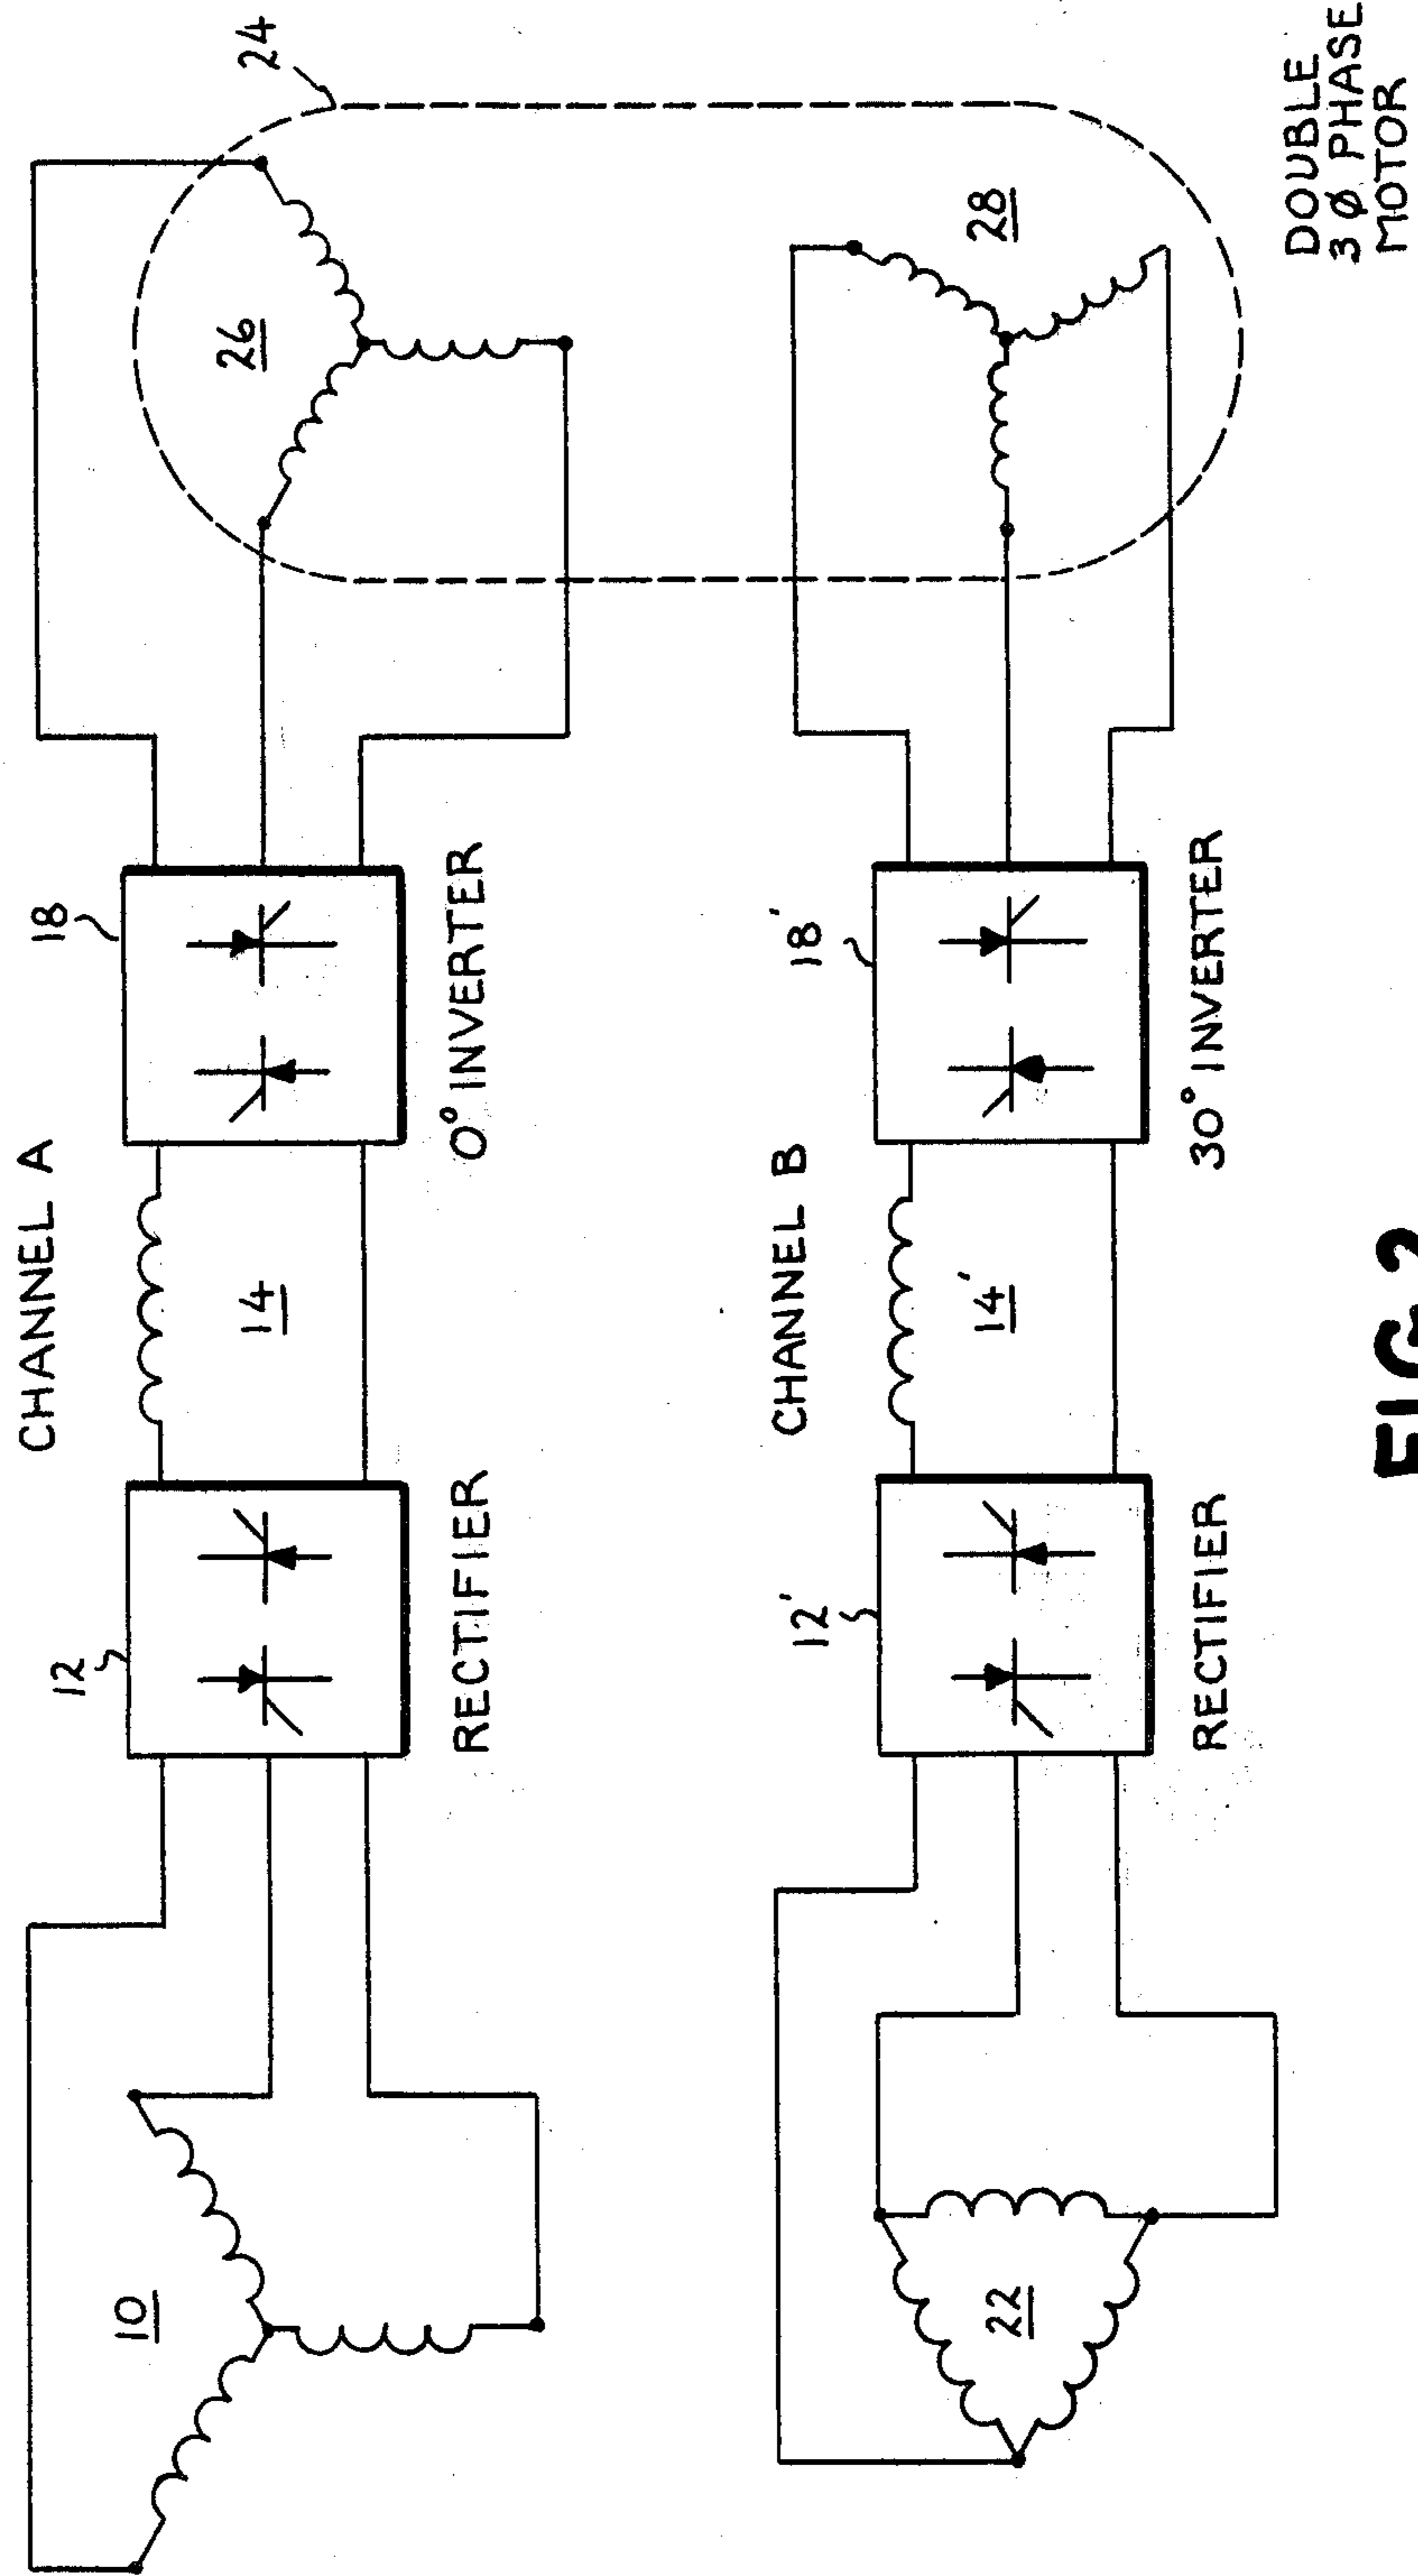 CHANNEL A
10
12
RECTIFIER
14
18
0° INVERTER
24
26
CHANNEL B
22
12'
RECTIFIER
14'
18'
30° INVERTER
28
DOUBLE
3 Ø PHASE
MOTOR
FIG. 2